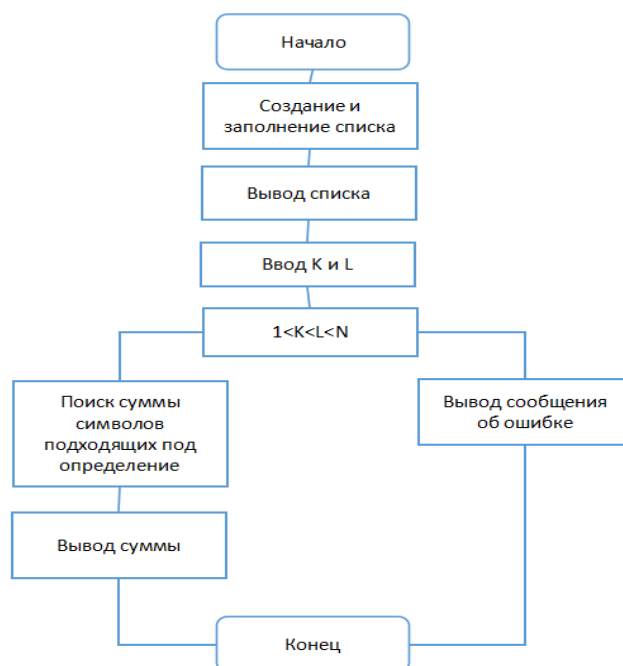 Начало
Создание и
заполнение списка
Вывод списка
Ввод K и L
1<K<L<N
Поиск суммы
символов
подходящих под
определение
Вывод сообщения
об ошибке
Вывод суммы
Конец